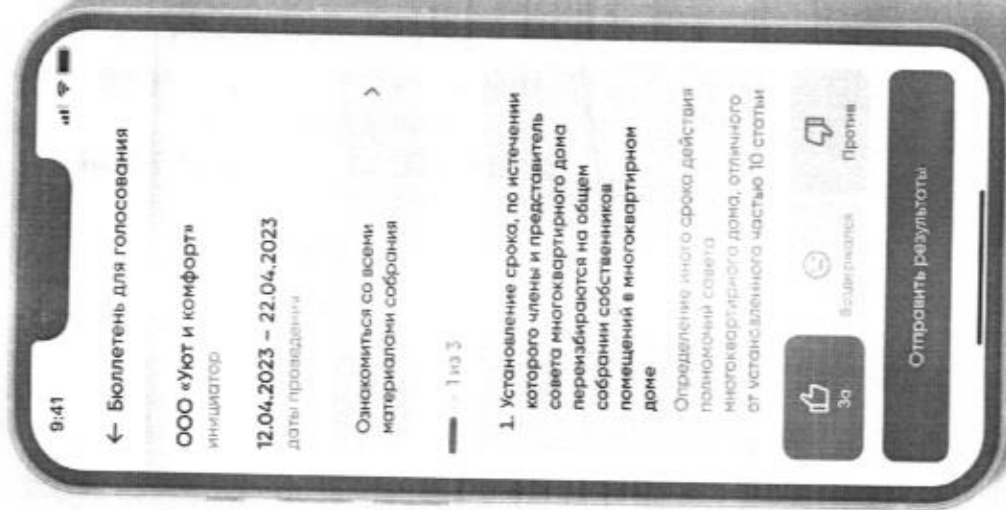 9:41
← Бюллетень для голосования
ООО «Уют и комфорт»
инициатор
12.04.2023 – 22.04.2023
даты проведения
Ознакомиться со всеми
материалами собрания
1 из 3
1. Установление срока, по истечении
которого члены и представитель
совета многоквартирного дома
переизбираются на общем
собрании собственников
помещений в многоквартирном
доме
Определение иного срока действия
полномочий совета
многоквартирного дома, отличного
от установленного частью 10 статьи
За
Воздержался
Против
Отправить результаты